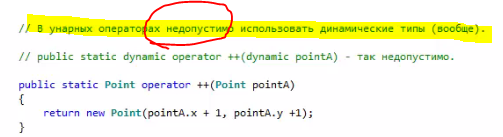 // В унарных операторах недопустимо использовать динамические типы (вообще).
// public static dynamic operator ++(dynamic pointA) - так недопустимо.
public static Point operator ++(Point pointA)
{
return new Point(pointA.x + 1, pointA.y +1);
}